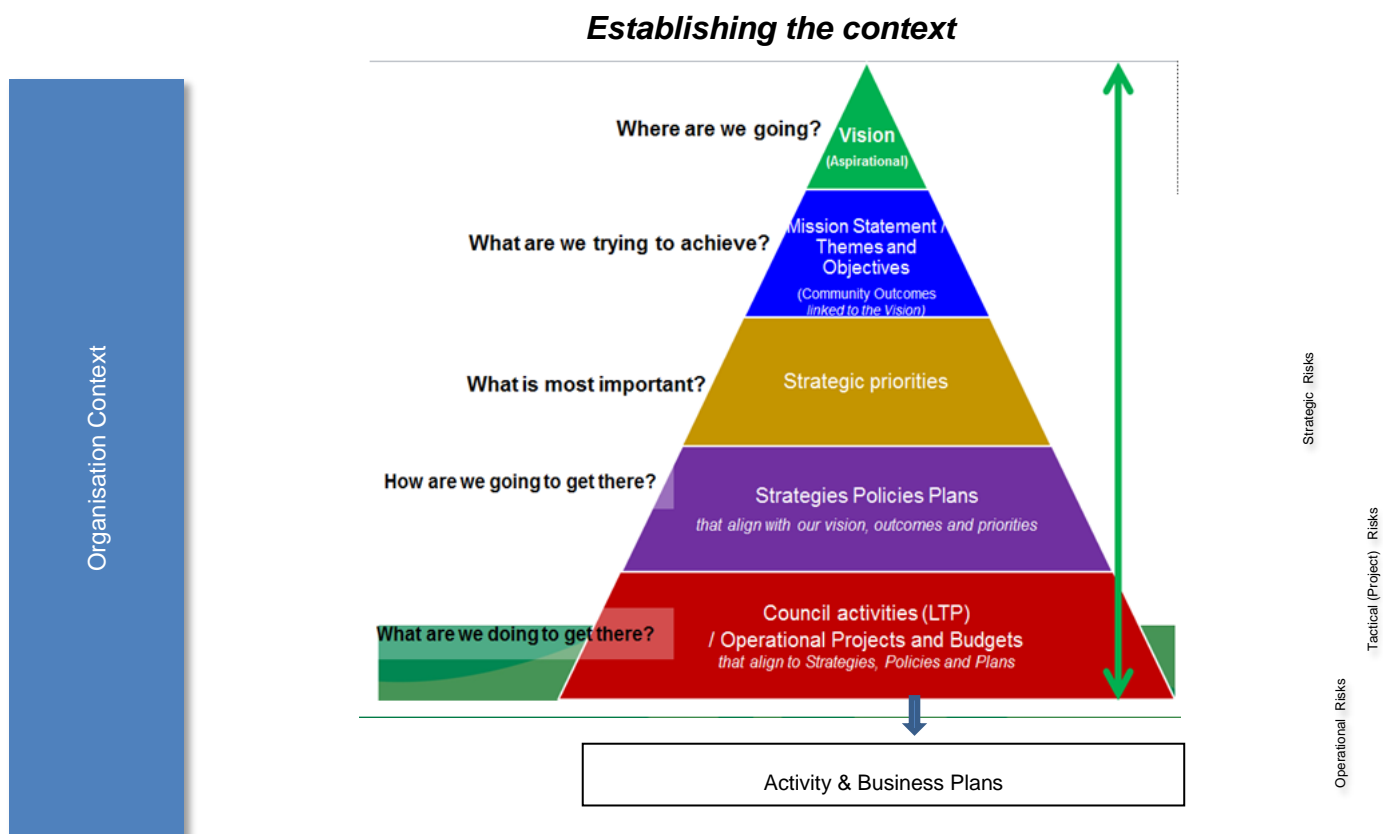 Establishing the context
Organisation Context
Where are we going?
Vision
(Aspirational)
What are we trying to achieve?
Mission Statement /
Themes and
Objectives
(Community Outcomes
linked to the Vision)
What is most important?
Strategic priorities
How are we going to get there?
Strategies Policies Plans
that align with our vision, outcomes and priorities
What are we doing to get there?
Council activities (LTP)
/ Operational Projects and Budgets
that align to Strategies, Policies and Plans
Activity & Business Plans
Strategic Risks
Tactical (Project) Risks
Operational Risks